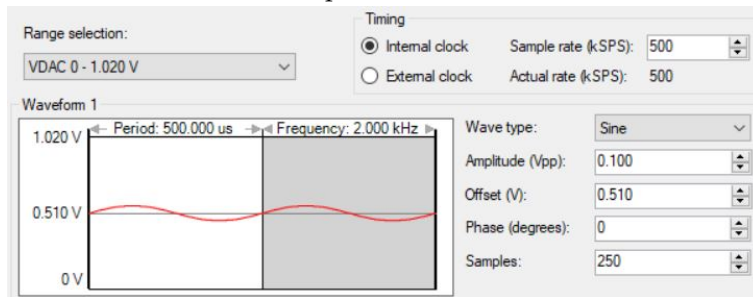 Timing
Range selection:
Internal clock Sample rate (kSPS): 500
VDAC 0 - 1.020 V
External clock Actual rate (kSPS): 500
Waveform 1
1.020 V Period: 500.000 us Frequency: 2.000 kHz
Wave type: Sine
Amplitude (Vpp): 0.100
Offset (V): 0.510
0.510 V
Phase (degrees): 0
Samples: 250
0 V